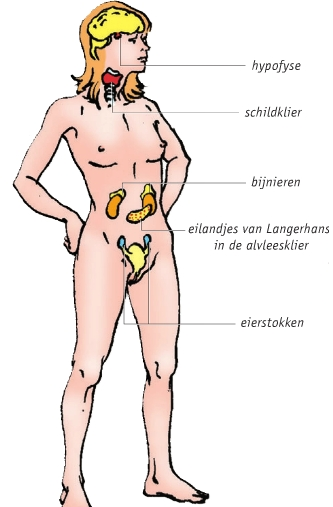 hypofyse
schildklier
bijnieren
eilandjes van Langerhans
in de alvleesklier
eierstokken